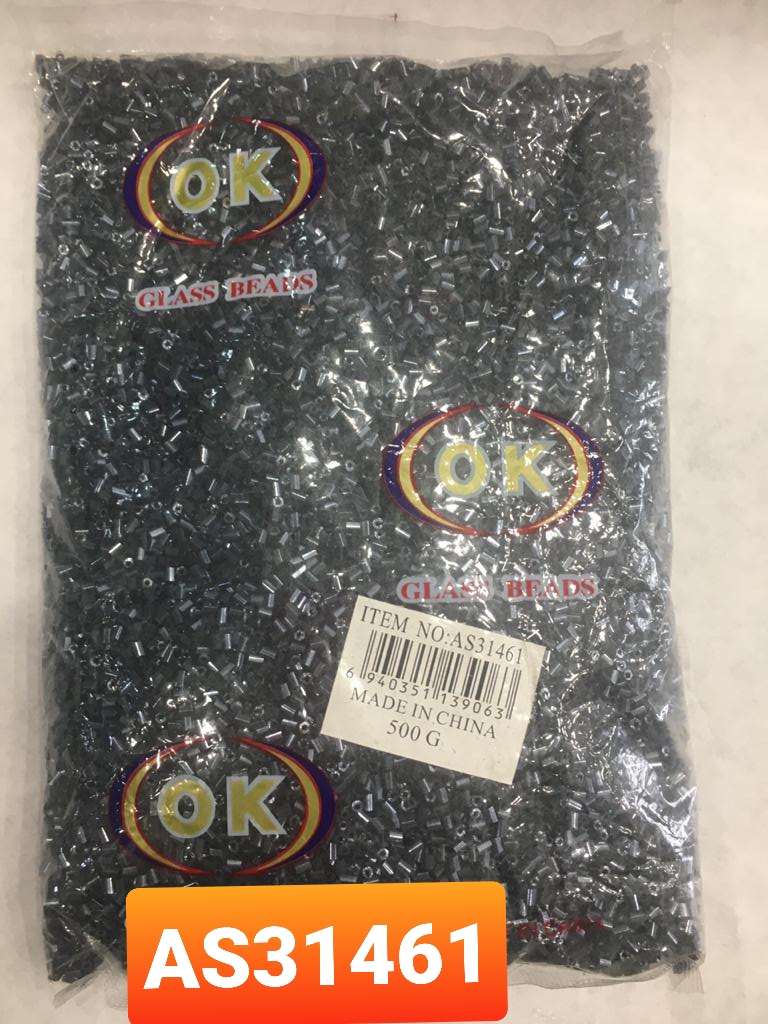 OK
GLASS BEADS
OK
GLASS BEADS
ITEM NO:AS31461
6 940351 139063
MADE IN CHINA
500 G
OK
AS31461